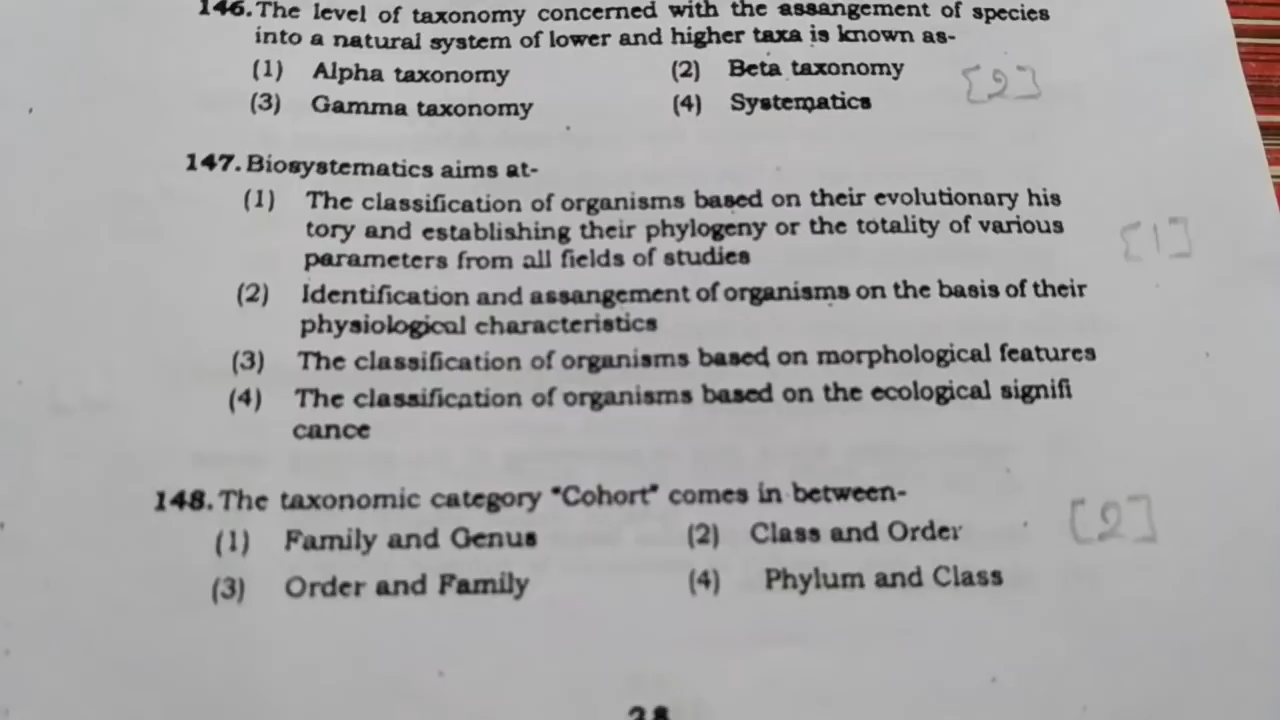 146. The level of taxonomy concerned with the assangement of species
into a natural system of lower and higher taxa is known as-
(1) Alpha taxonomy (2) Beta taxonomy
[2]
(3) Gamma taxonomy (4) Systematics
147. Biosystematics aims at-
(1) The classification of organisms based on their evolutionary his
tory and establishing their phylogeny or the totality of various
[1]
parameters from all fields of studies
(2) Identification and assangement of organisms on the basis of their
physiological characteristics
(3) The classification of organisms based on morphological features
(4) The classification of organisms based on the ecological signifi
cance
148. The taxonomic category "Cohort" comes in between-
(1) Family and Genus (2) Class and Order
[2]
(3) Order and Family (4) Phylum and Class